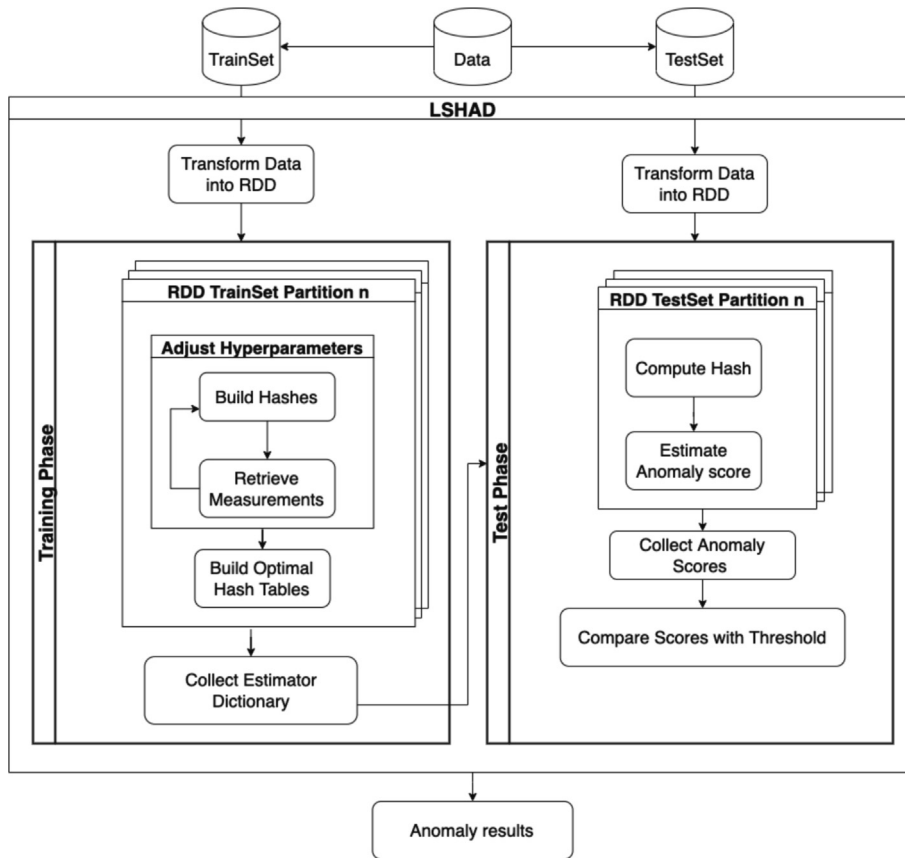 TrainSet
Data
TestSet
LSHAD
Transform Data
into RDD
Transform Data
into RDD
Training Phase
RDD TrainSet Partition n
Adjust Hyperparameters
Build Hashes
Retrieve
Measurements
Build Optimal
Hash Tables
Collect Estimator
Dictionary
Test Phase
RDD TestSet Partition n
Compute Hash
Estimate
Anomaly score
Collect Anomaly
Scores
Compare Scores with Threshold
Anomaly results